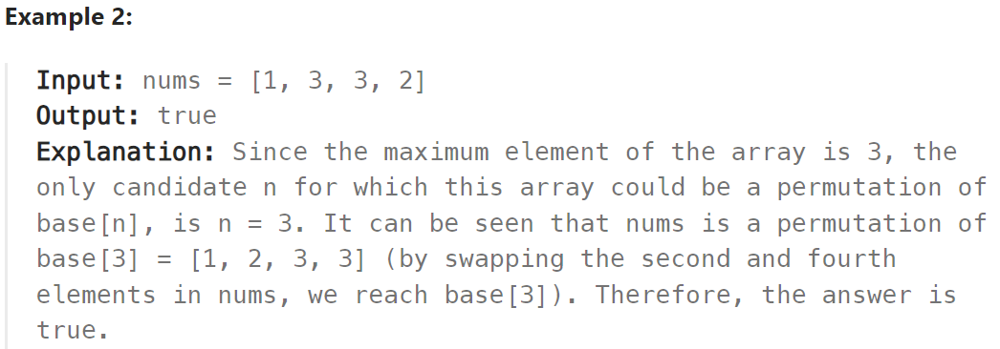 Example 2:
Input: nums = [1, 3, 3, 2]
Output: true
Explanation: Since the maximum element of the array is 3, the
only candidate n for which this array could be a permutation of
base[n], is n = 3. It can be seen that nums is a permutation of
base[3] = [1, 2, 3, 3] (by swapping the second and fourth
elements in nums, we reach base[3]). Therefore, the answer is
true.